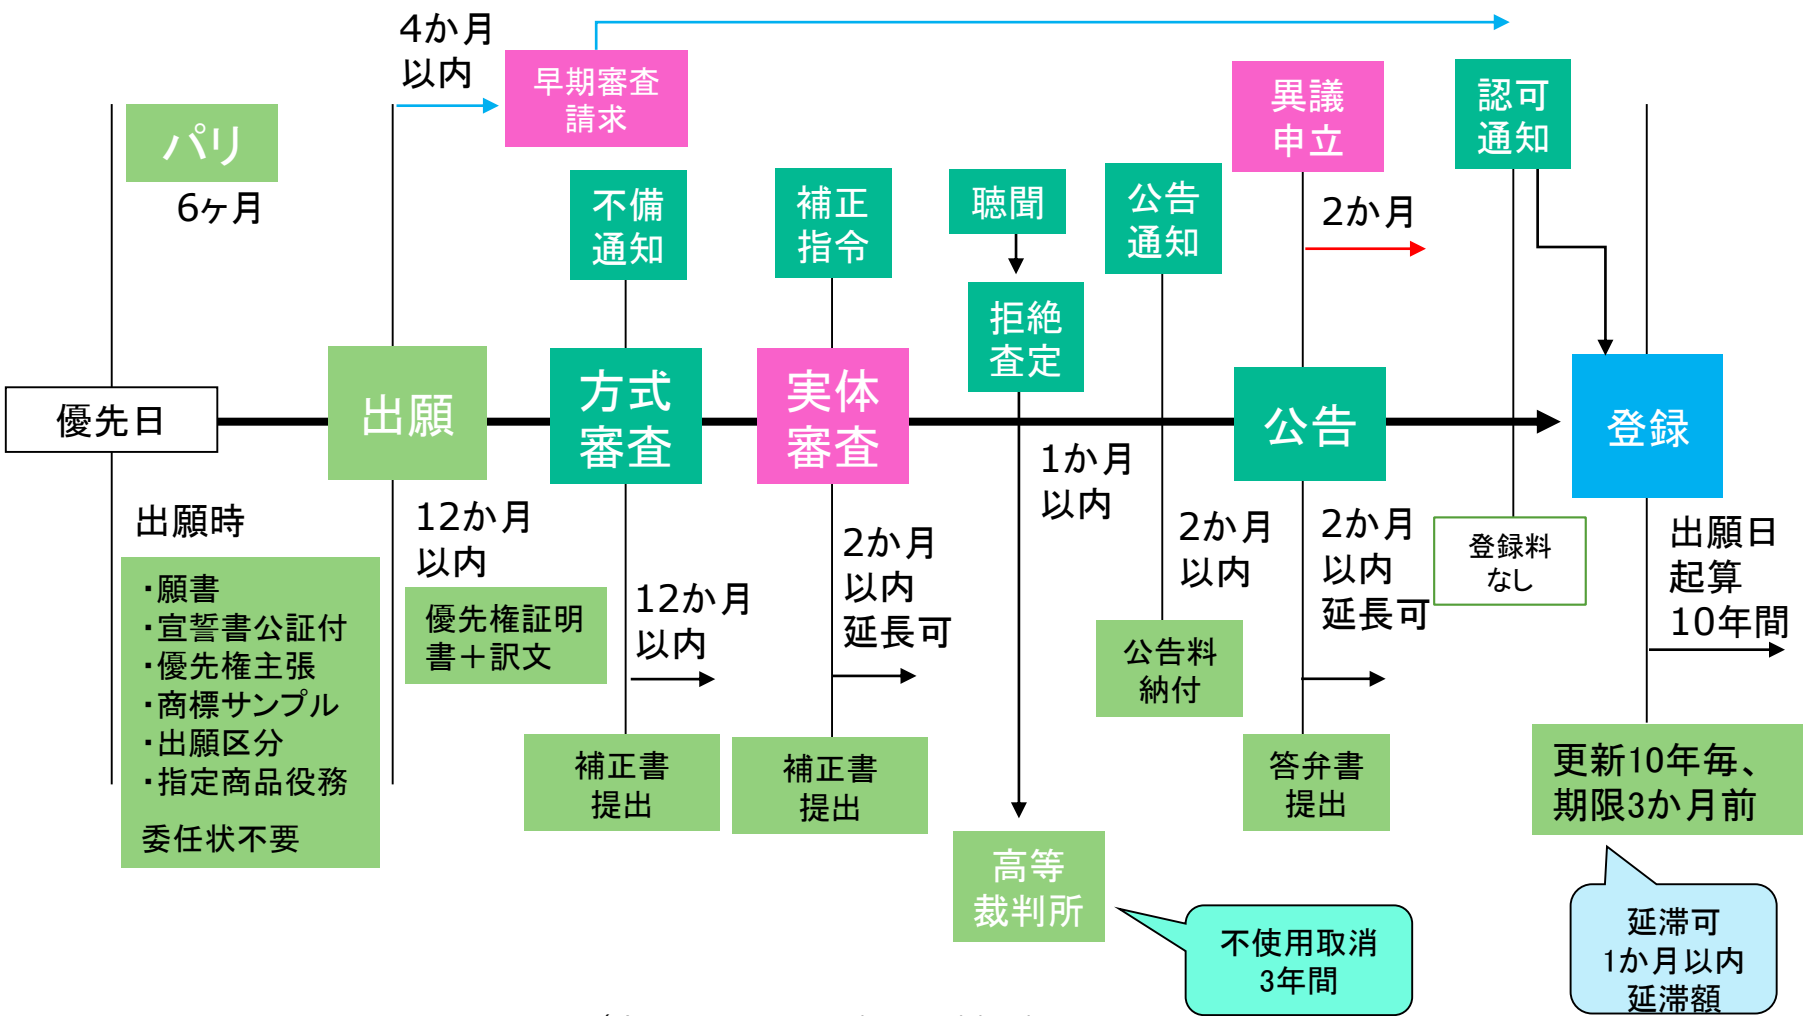 4か月
以内
早期審査
請求
パリ
6ヶ月
不備
通知
補正
指令
聴聞
拒絶
査定
公告
通知
異議
申立
2か月
認可
通知
優先日
出願
方式
審査
実体
審査
公告
登録
出願時
・願書
・宣誓書公証付
・優先権主張
・商標サンプル
・出願区分
・指定商品役務
委任状不要
12か月
以内
優先権証明
書＋訳文
12か月
以内
補正書
提出
2か月
以内
延長可
補正書
提出
1か月
以内
高等
裁判所
不使用取消
3年間
2か月
以内
公告料
納付
2か月
以内
延長可
答弁書
提出
登録料
なし
出願日
起算
10年間
更新10年毎、
期限3か月前
延滞可
1か月以内
延滞額